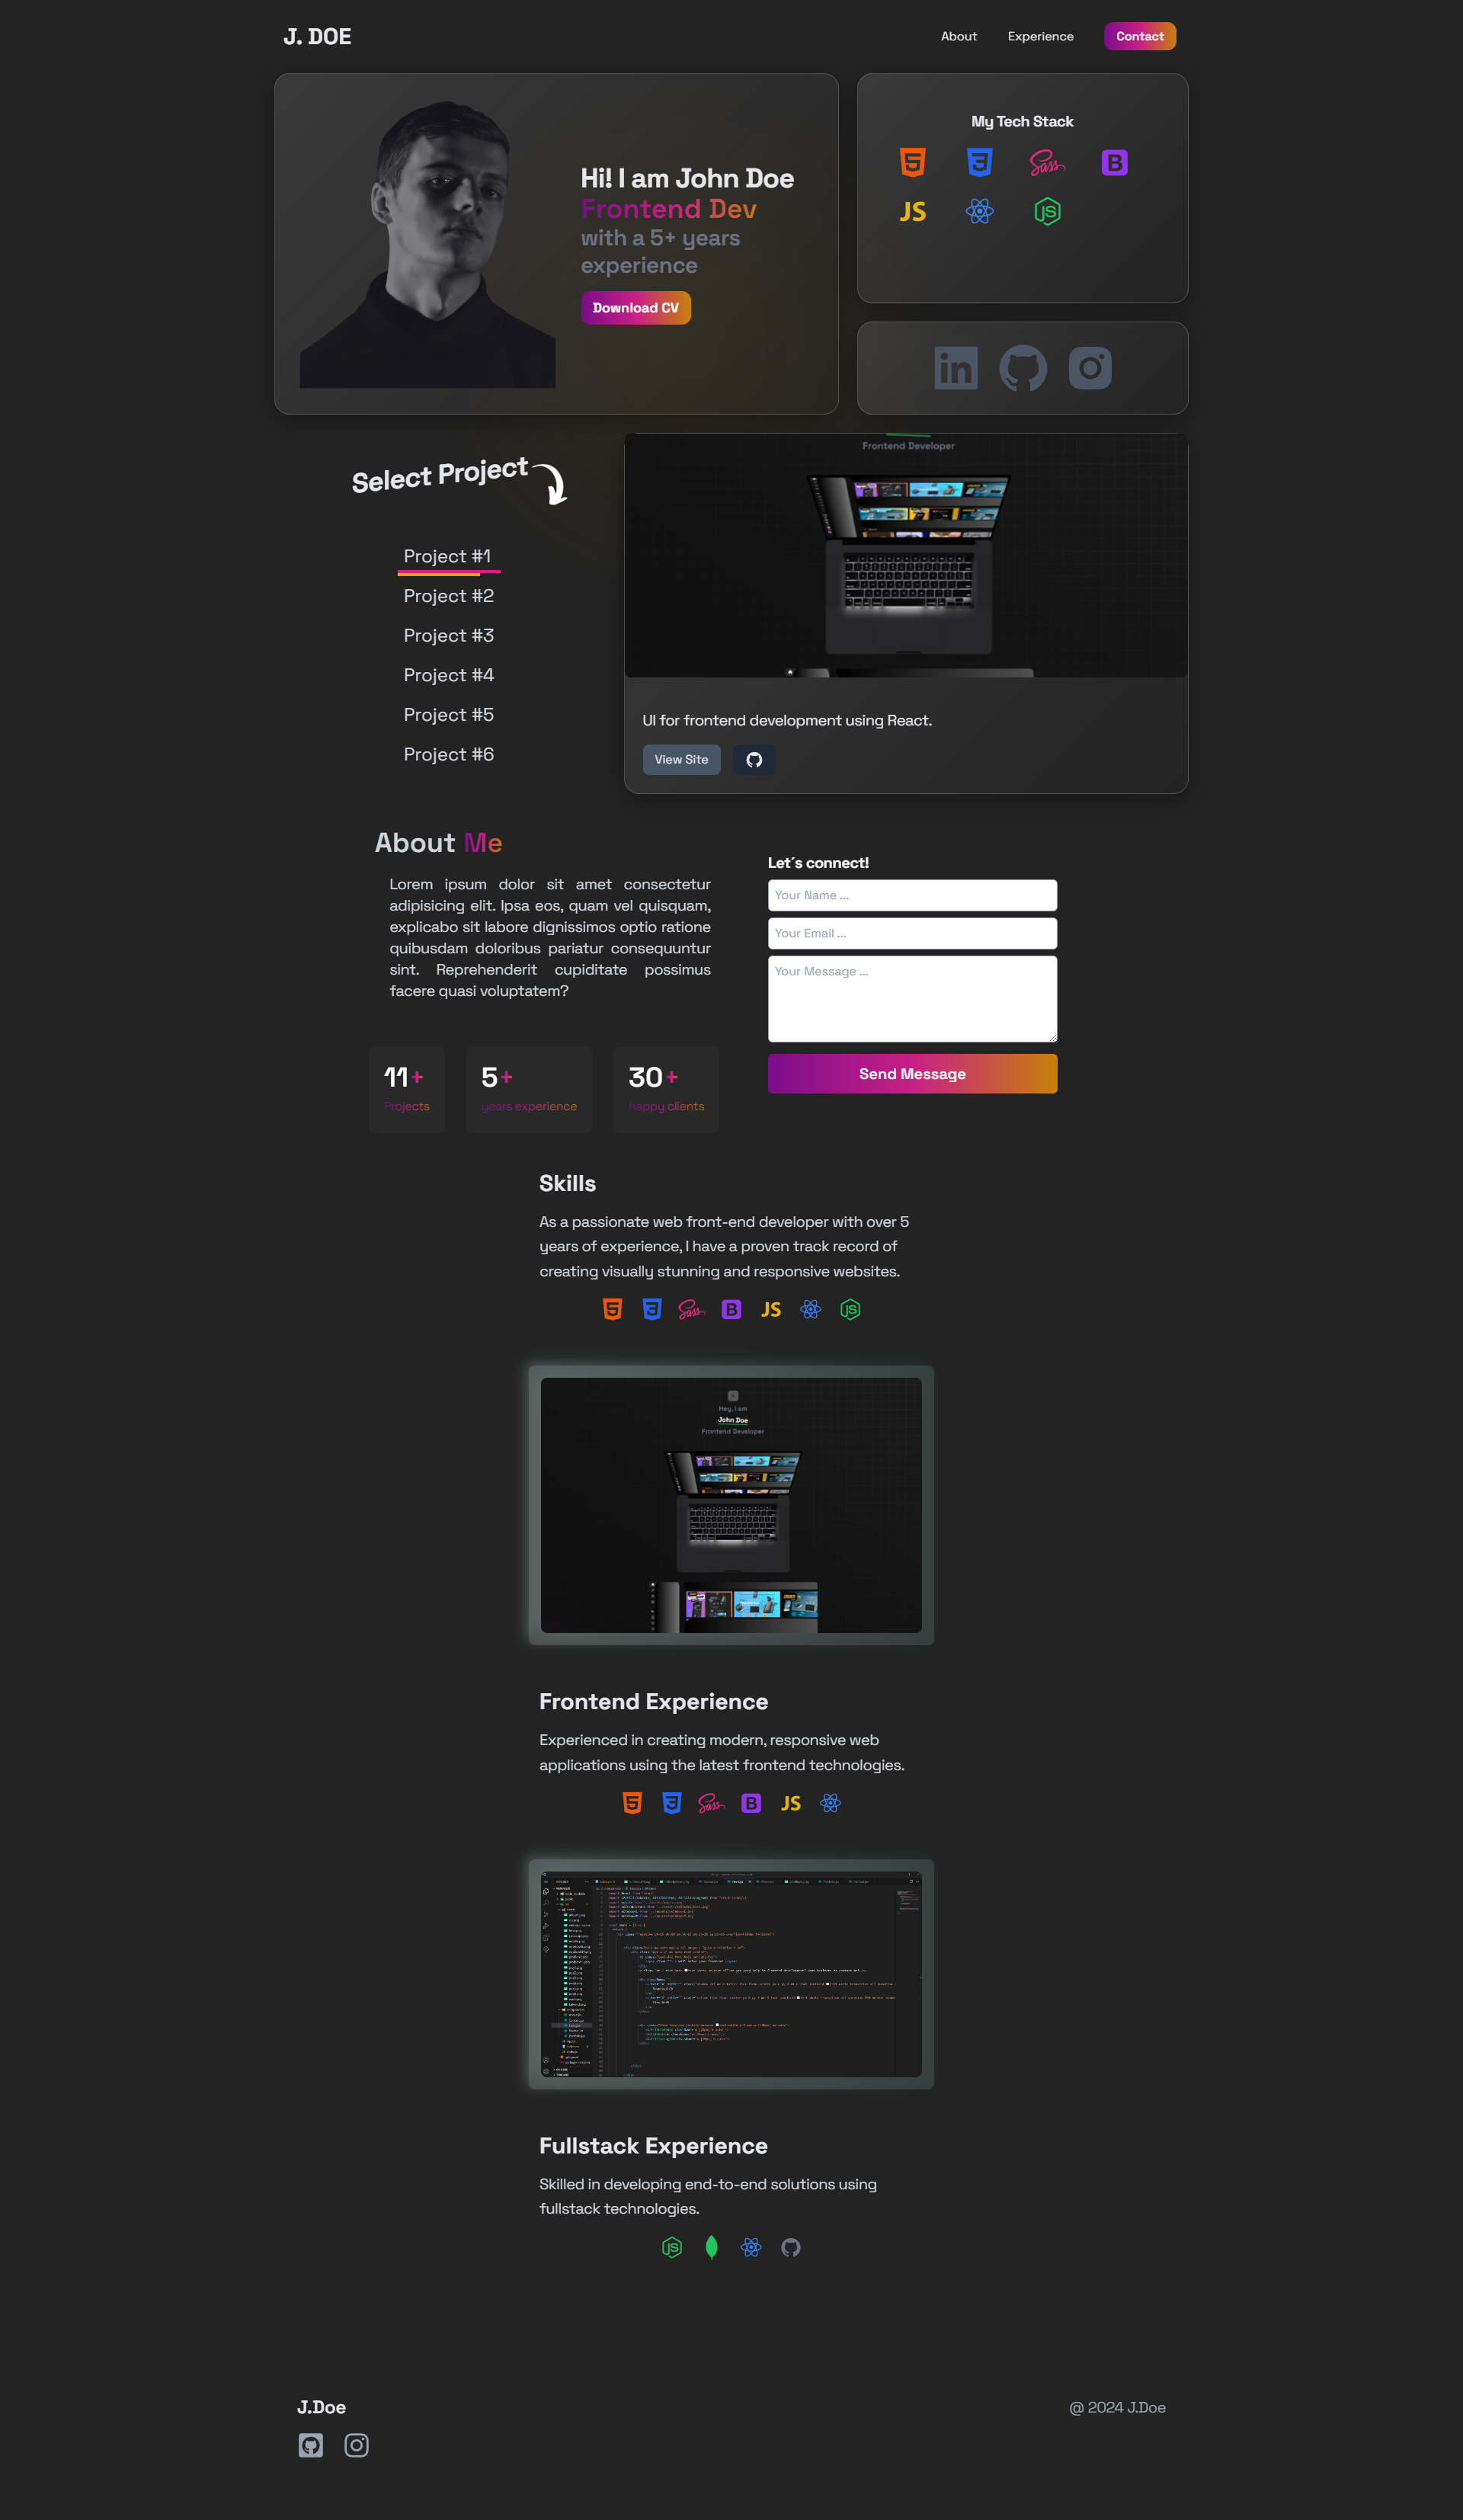 J. DOE
About
Experience
Contact
Hi! I am John Doe
Frontend Dev
with a 5+ years
experience
Download CV
My Tech Stack
Sass
B
JS
JS
in
Select Project
Project #1
Project #2
Project #3
Project #4
Project #5
Project #6
Frontend Developer
UI for frontend development using React.
View Site
About Me
Lorem ipsum dolor sit amet consectetur
adipisicing elit. Ipsa eos, quam vel quisquam,
explicabo sit labore dignissimos optio ratione
quibusdam doloribus pariatur consequuntur
sint. Reprehenderit cupiditate possimus
facere quasi voluptatem?
11+
Projects
5+
years experience
30+
happy clients
Let´s connect!
Your Name ...
Your Email ...
Your Message ...
Send Message
Skills
As a passionate web front-end developer with over 5
years of experience, I have a proven track record of
creating visually stunning and responsive websites.
Sass
B
JS
JS
Hey, I am
John Doe
Frontend Developer
Frontend Experience
Experienced in creating modern, responsive web
applications using the latest frontend technologies.
Sass
B
JS
Fullstack Experience
Skilled in developing end-to-end solutions using
fullstack technologies.
JS
J.Doe
@ 2024 J.Doe